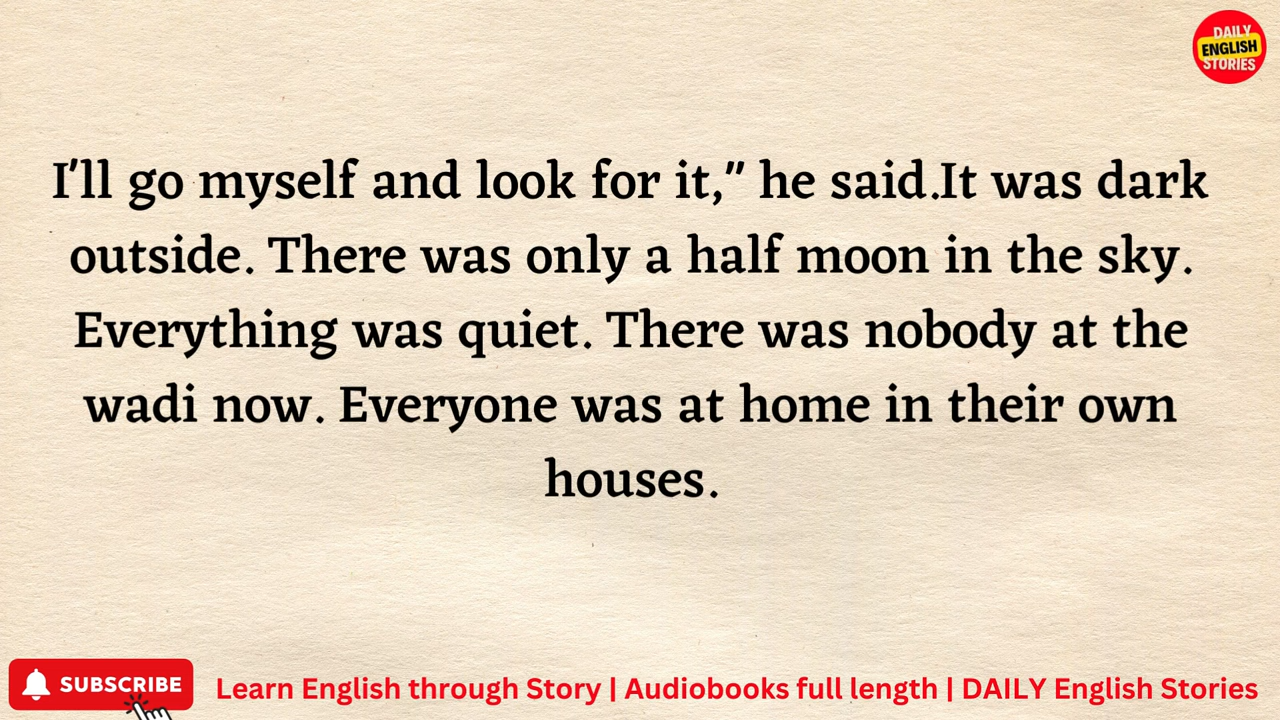 DAILY
ENGLISH
STORIES
I'll go myself and look for it," he said.It was dark
outside. There was only a half moon in the sky.
Everything was quiet. There was nobody at the
wadi now. Everyone was at home in their own
houses.
SUBSCRIBE
Learn English through Story | Audiobooks full length | DAILY English Stories